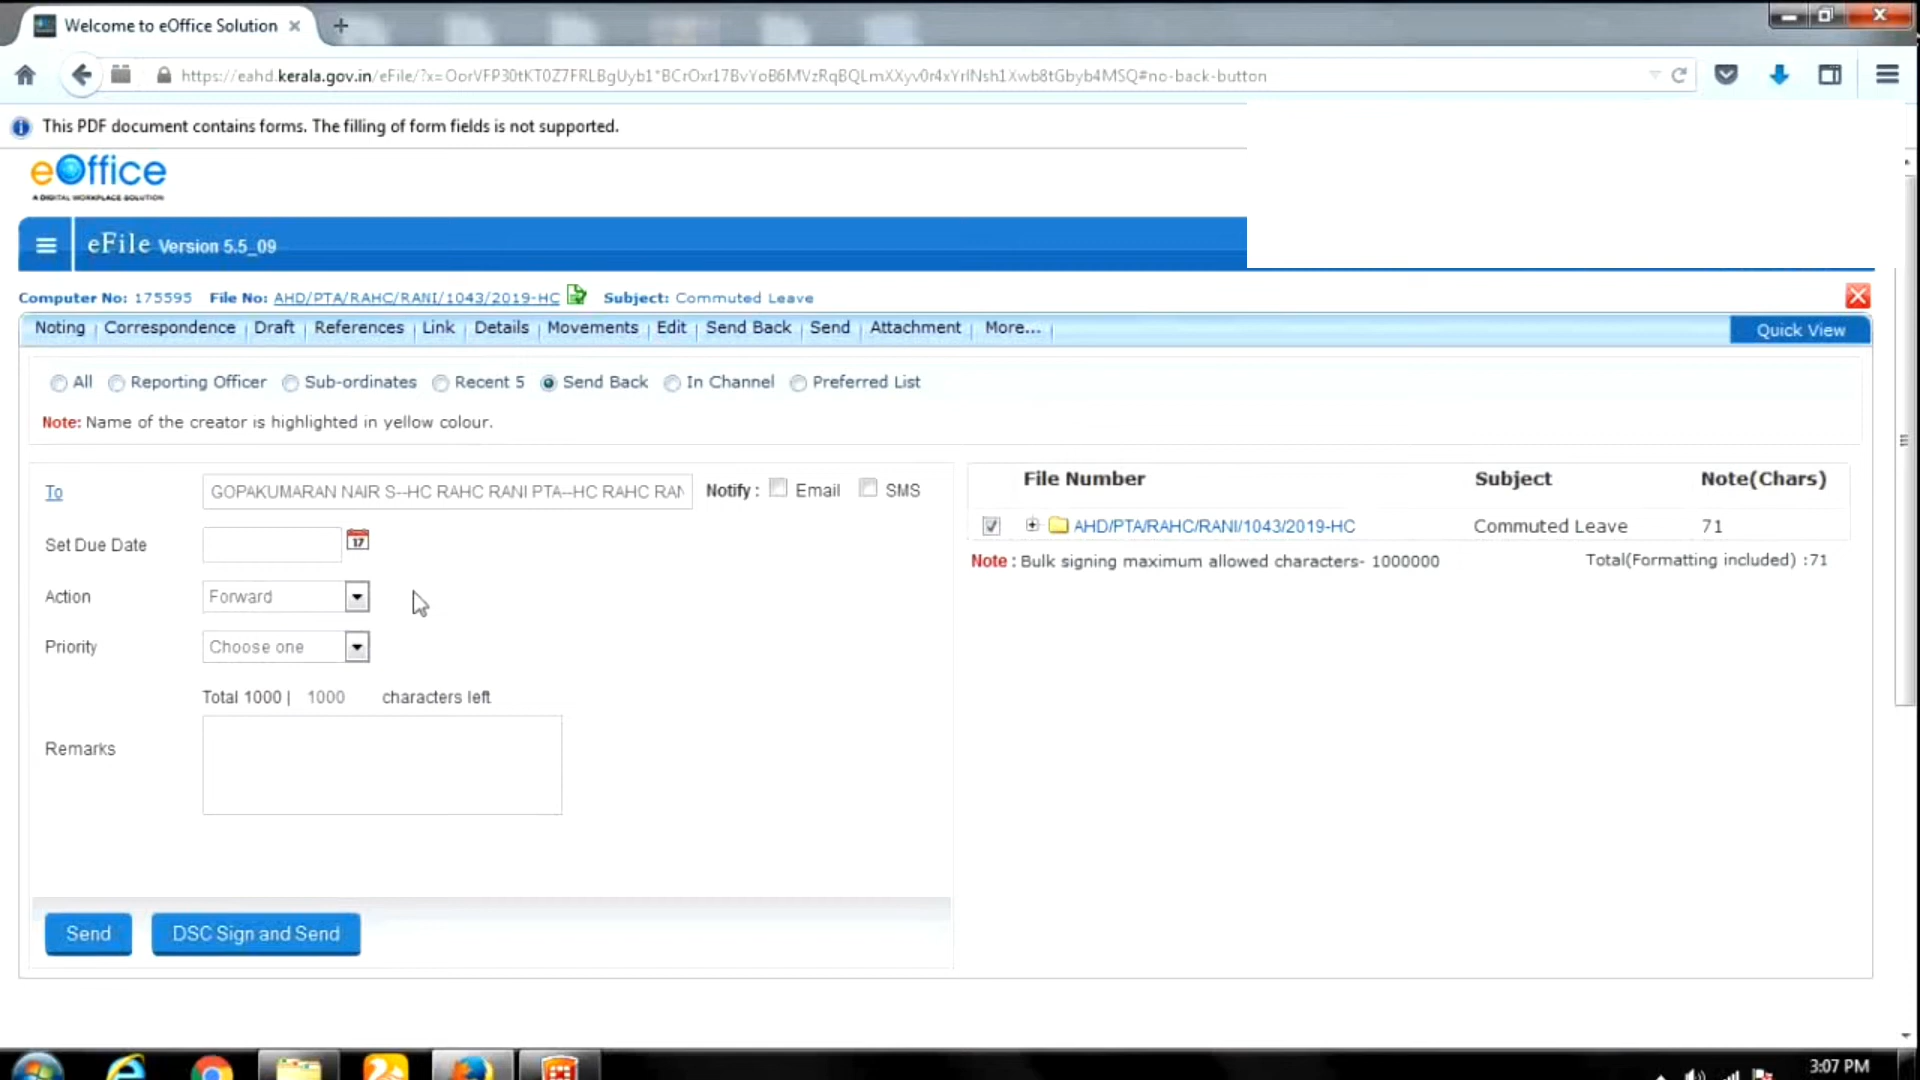 Welcome to eOffice Solution
https://eahd.kerala.gov.in/eFile/?x=OorVFP30tKT0Z7FRLBgUyb1*BCrOxr17BvYoB6MVzRqBQLmXXyv0r4xYrINsh1Xwb8tGbyb4MSQ#no-back-button
This PDF document contains forms. The filling of form fields is not supported.
eOffice
A DIGITAL WORKPLACE SOLUTION
eFile Version 5.5_09
Computer No: 175595 File No: AHD/PTA/RAHC/RANI/1043/2019-HC Subject: Commuted Leave
Noting Correspondence Draft References Link Details Movements Edit Send Back Send Attachment More... Quick View
All Reporting Officer Sub-ordinates Recent 5 Send Back In Channel Preferred List
Note: Name of the creator is highlighted in yellow colour.
To GOPAKUMARAN NAIR S--HC RAHC RANI PTA--HC RAHC RAN Notify : Email SMS
Set Due Date 17
Action Forward
Priority Choose one
Total 1000 | 1000 characters left
Remarks
Send DSC Sign and Send
File Number Subject Note(Chars)
AHD/PTA/RAHC/RANI/1043/2019-HC Commuted Leave 71
Note : Bulk signing maximum allowed characters- 1000000 Total(Formatting included) :71
3:07 PM